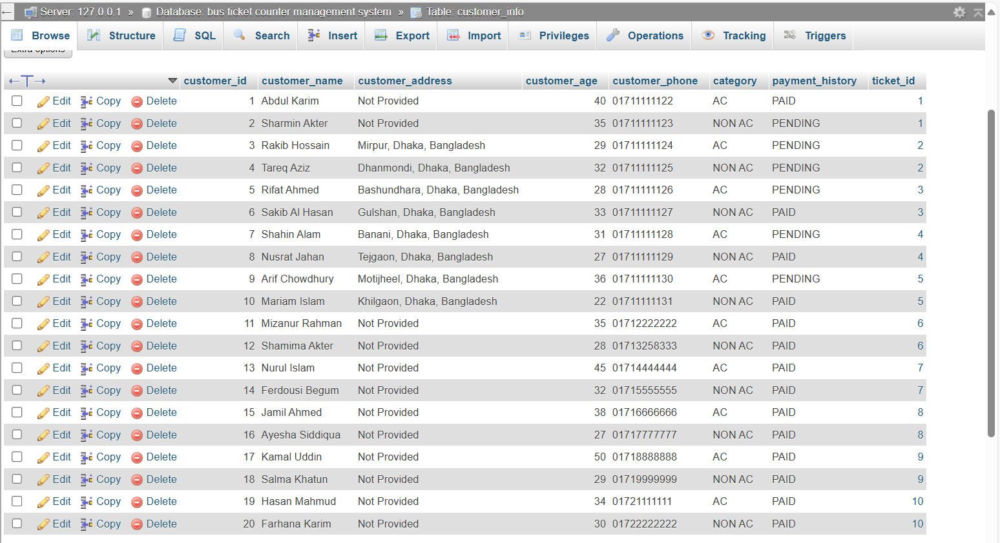 Server: 127.0.0.1 » Database: bus ticket counter management system » Table: customer_info
Browse Structure SQL Search Insert Export Import Privileges Operations Tracking Triggers
Extra options
customer_id customer_name customer_address customer_age customer_phone category payment_history ticket_id
Edit Copy Delete 1 Abdul Karim Not Provided 40 01711111122 AC PAID 1
Edit Copy Delete 2 Sharmin Akter Not Provided 35 01711111123 NON AC PENDING 1
Edit Copy Delete 3 Rakib Hossain Mirpur, Dhaka, Bangladesh 29 01711111124 AC PENDING 2
Edit Copy Delete 4 Tareq Aziz Dhanmondi, Dhaka, Bangladesh 32 01711111125 NON AC PENDING 2
Edit Copy Delete 5 Rifat Ahmed Bashundhara, Dhaka, Bangladesh 28 01711111126 AC PENDING 3
Edit Copy Delete 6 Sakib Al Hasan Gulshan, Dhaka, Bangladesh 33 01711111127 NON AC PAID 3
Edit Copy Delete 7 Shahin Alam Banani, Dhaka, Bangladesh 31 01711111128 AC PENDING 4
Edit Copy Delete 8 Nusrat Jahan Tejgaon, Dhaka, Bangladesh 27 01711111129 NON AC PAID 4
Edit Copy Delete 9 Arif Chowdhury Motijheel, Dhaka, Bangladesh 36 01711111130 AC PENDING 5
Edit Copy Delete 10 Mariam Islam Khilgaon, Dhaka, Bangladesh 22 01711111131 NON AC PAID 5
Edit Copy Delete 11 Mizanur Rahman Not Provided 35 01712222222 AC PAID 6
Edit Copy Delete 12 Shamima Akter Not Provided 28 01713258333 NON AC PAID 6
Edit Copy Delete 13 Nurul Islam Not Provided 45 01714444444 AC PAID 7
Edit Copy Delete 14 Ferdousi Begum Not Provided 32 01715555555 NON AC PAID 7
Edit Copy Delete 15 Jamil Ahmed Not Provided 38 01716666666 AC PAID 8
Edit Copy Delete 16 Ayesha Siddiqua Not Provided 27 01717777777 NON AC PAID 8
Edit Copy Delete 17 Kamal Uddin Not Provided 50 01718888888 AC PAID 9
Edit Copy Delete 18 Salma Khatun Not Provided 29 01719999999 NON AC PAID 9
Edit Copy Delete 19 Hasan Mahmud Not Provided 34 01721111111 AC PAID 10
Edit Copy Delete 20 Farhana Karim Not Provided 30 01722222222 NON AC PAID 10